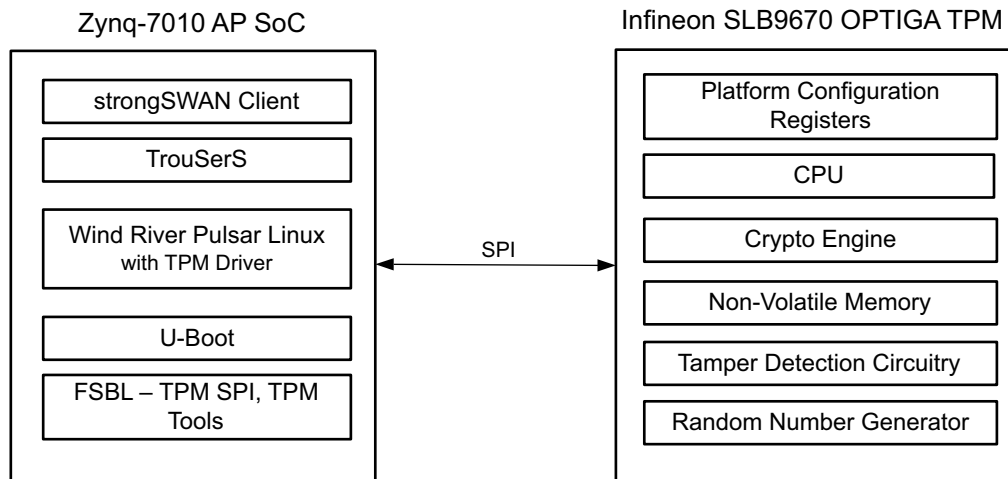 Zynq-7010 AP SoC
strongSWAN Client
TrouSerS
Wind River Pulsar Linux
with TPM Driver
U-Boot
FSBL – TPM SPI, TPM
Tools
SPI
Infineon SLB9670 OPTIGA TPM
Platform Configuration
Registers
CPU
Crypto Engine
Non-Volatile Memory
Tamper Detection Circuitry
Random Number Generator